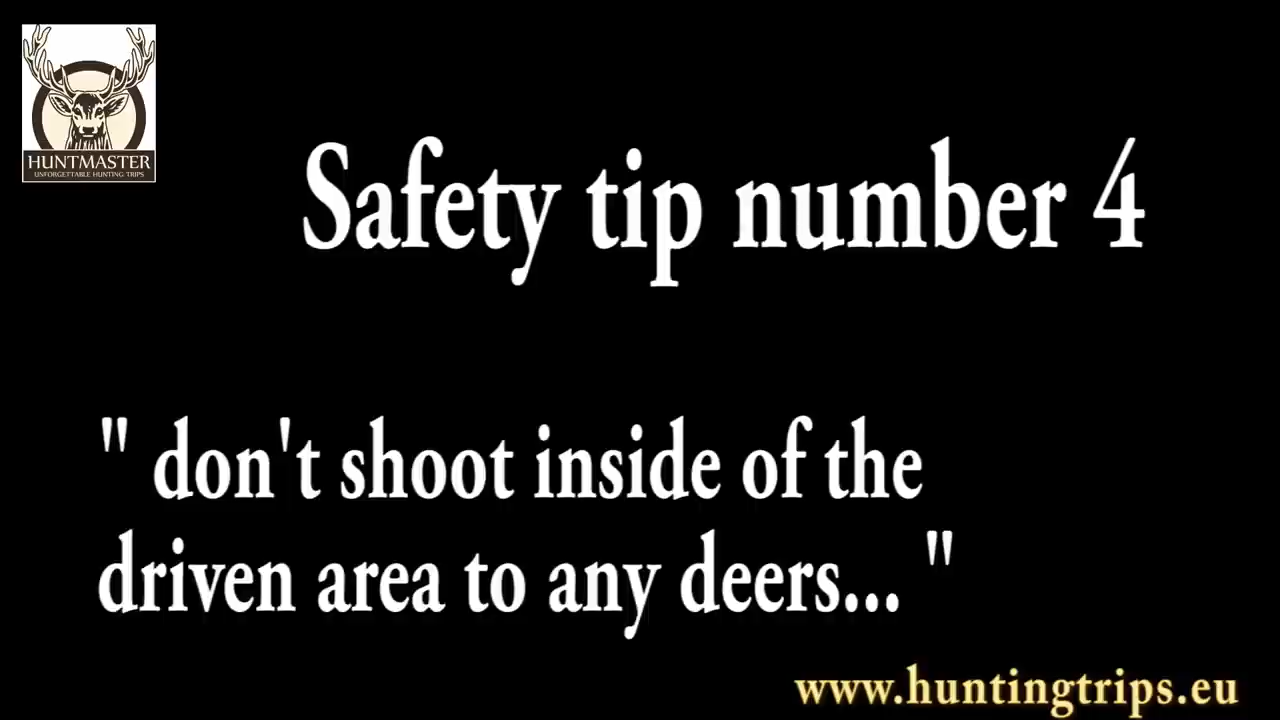 HUNTMASTER
UNFORGETTABLE HUNTING TRIPS
Safety tip number 4
" don't shoot inside of the
driven area to any deers... "
www.huntingtrips.eu